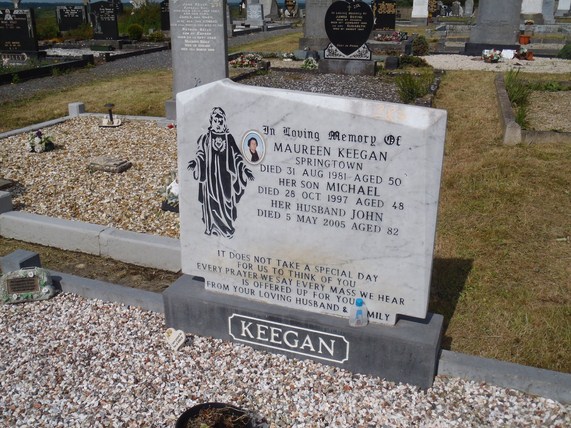 In Loving Memory Of
MAUREEN KEEGAN
SPRINGTOWN
DIED 31 AUG 1981 AGED 50
HER SON MICHAEL
DIED 28 OCT. 1997 AGED 48
HER HUSBAND JOHN
DIED 5 MAY 2005 AGED 82
IT DOES NOT TAKE A SPECIAL DAY
FOR US TO THINK OF YOU
EVERY PRAYER WE SAY EVERY MASS WE HEAR
IS OFFERED UP FOR YOU
FROM YOUR LOVING HUSBAND & FAMILY
KEEGAN